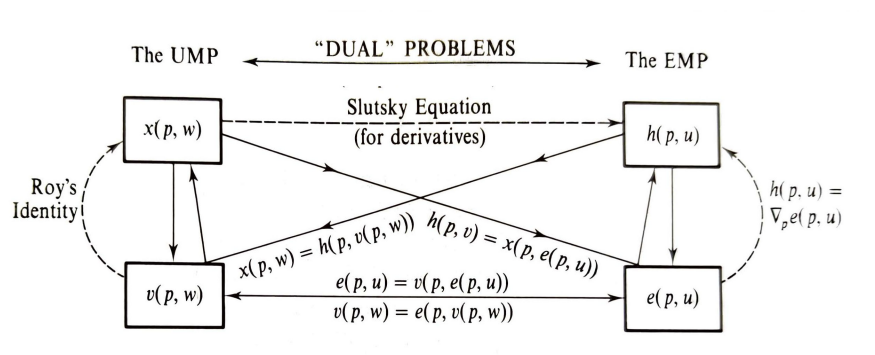 The UMP
“DUAL” PROBLEMS
The EMP
x(p, w)
Slutsky Equation
(for derivatives)
h(p, u)
Roy's
Identity
h(p, u) =
∇ₚe(p, u)
x(p, w) = h(p, v(p, w))
h(p, v) = x(p, e(p, u))
v(p, w)
e(p, u) = v(p, e(p, u))
v(p, w) = e(p, v(p, w))
e(p, u)